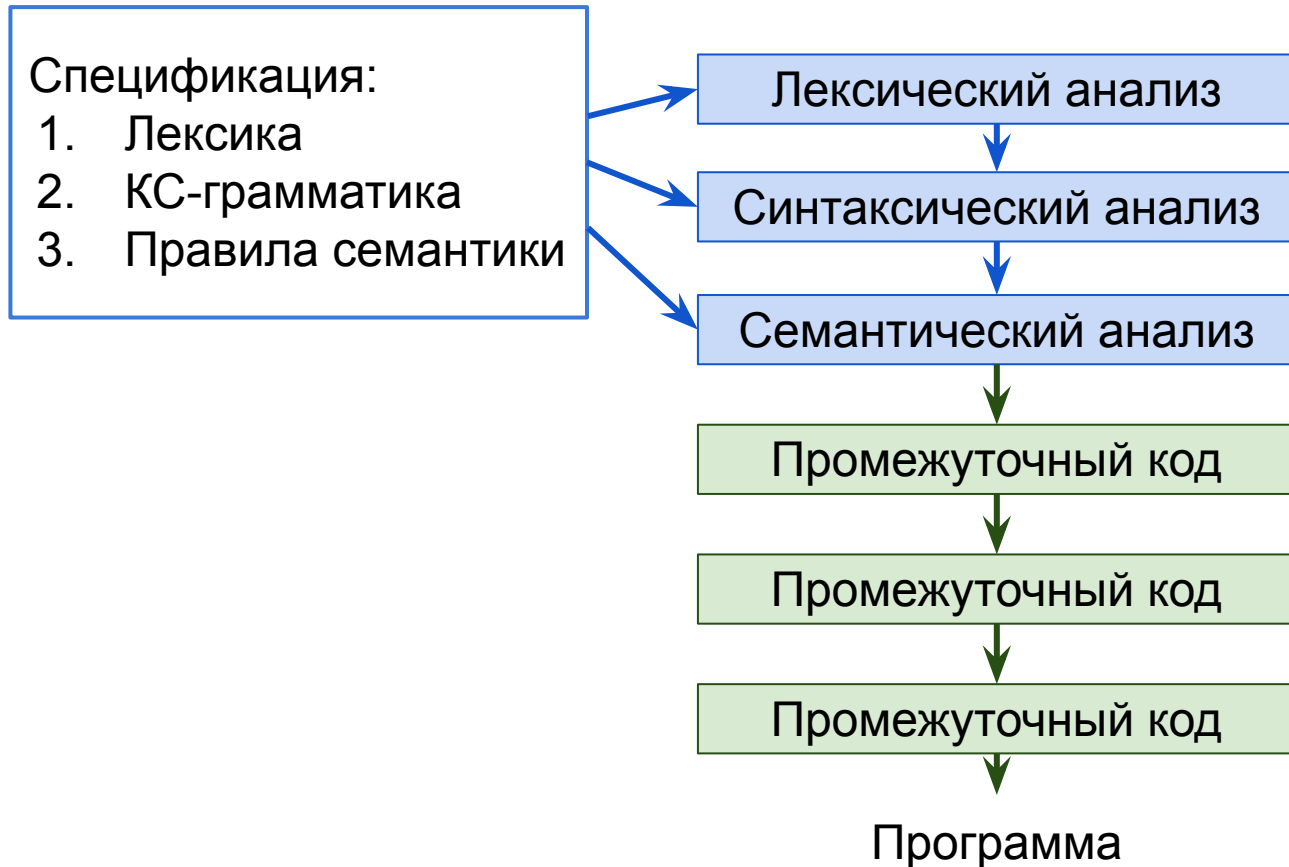 Спецификация:
1. Лексика
2. КС-грамматика
3. Правила семантики
Лексический анализ
Синтаксический анализ
Семантический анализ
Промежуточный код
Промежуточный код
Промежуточный код
Программа